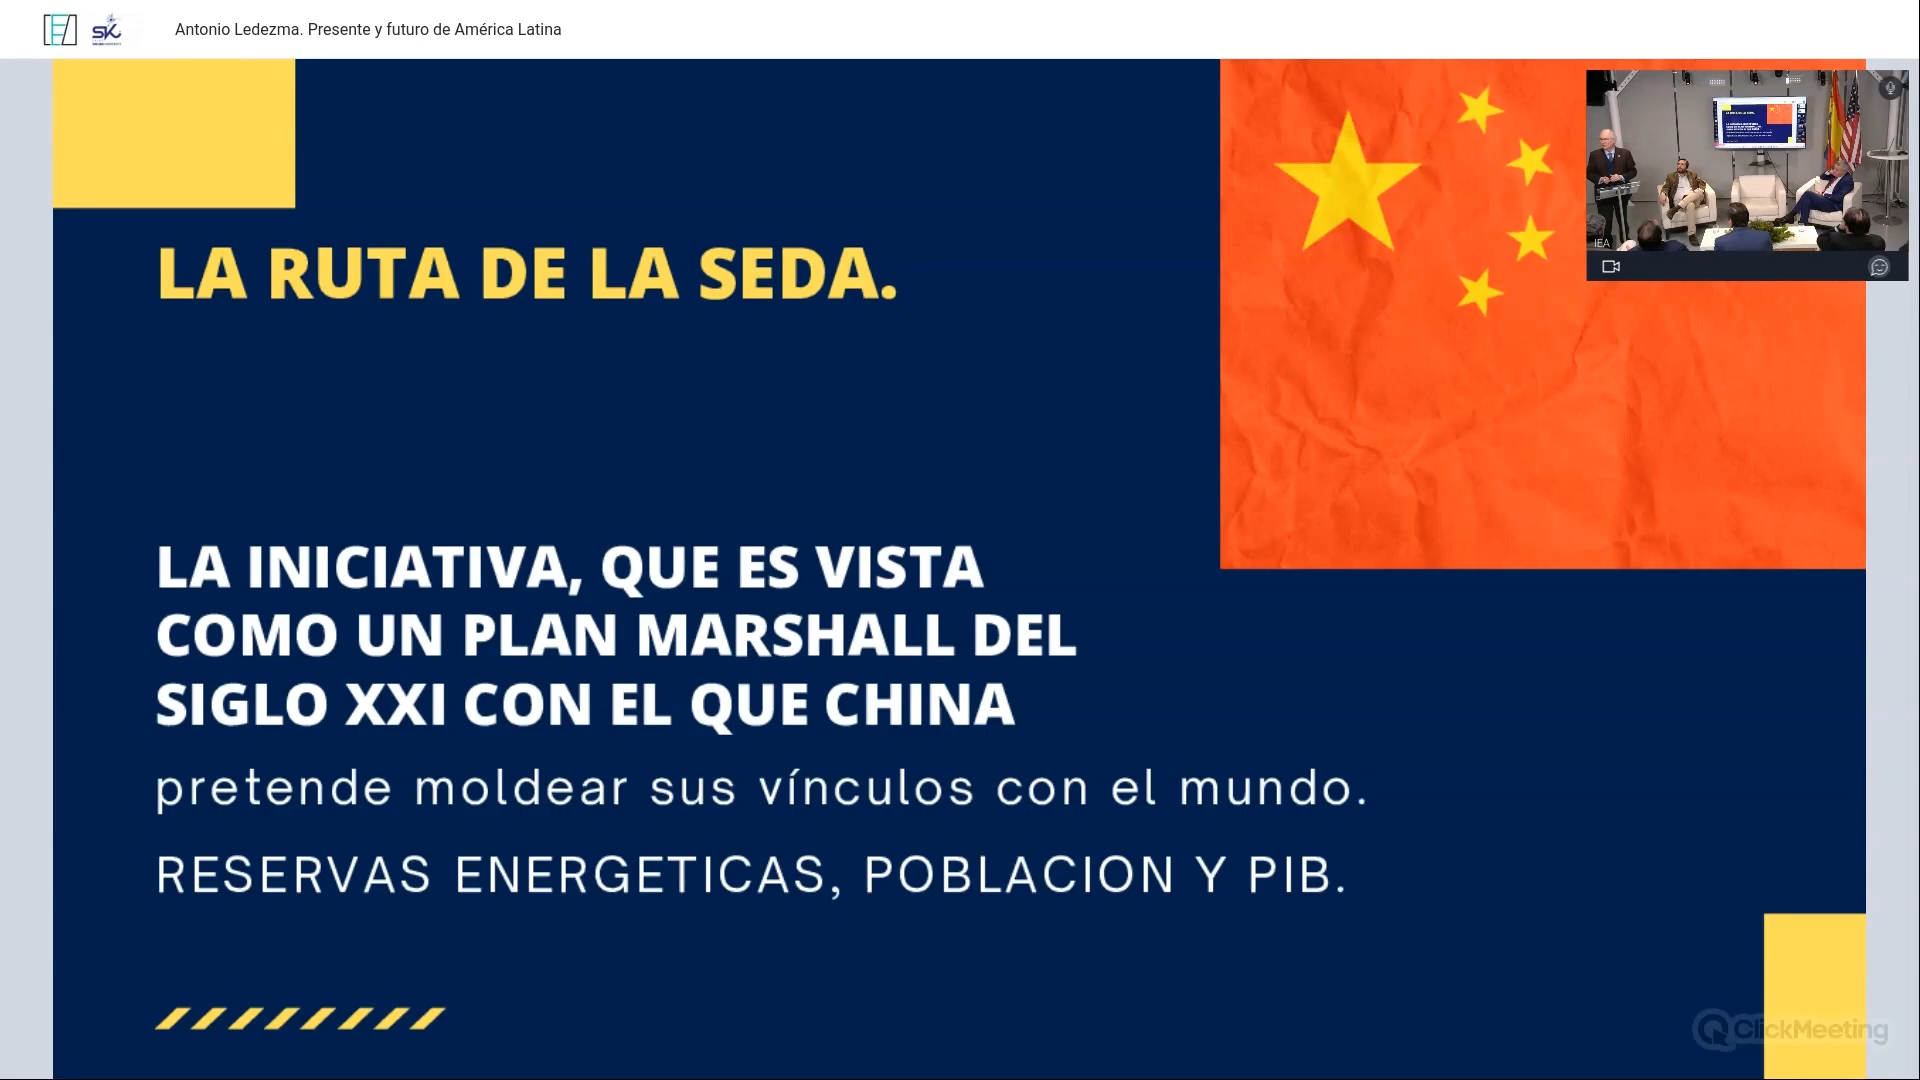 SK
Antonio Ledezma. Presente y futuro de América Latina
LA RUTA DE LA SEDA.
LA INICIATIVA, QUE ES VISTA
COMO UN PLAN MARSHALL DEL
SIGLO XXI CON EL QUE CHINA
pretende moldear sus vínculos con el mundo.
RESERVAS ENERGETICAS, POBLACION Y PIB.
IEA
ClickMeeting